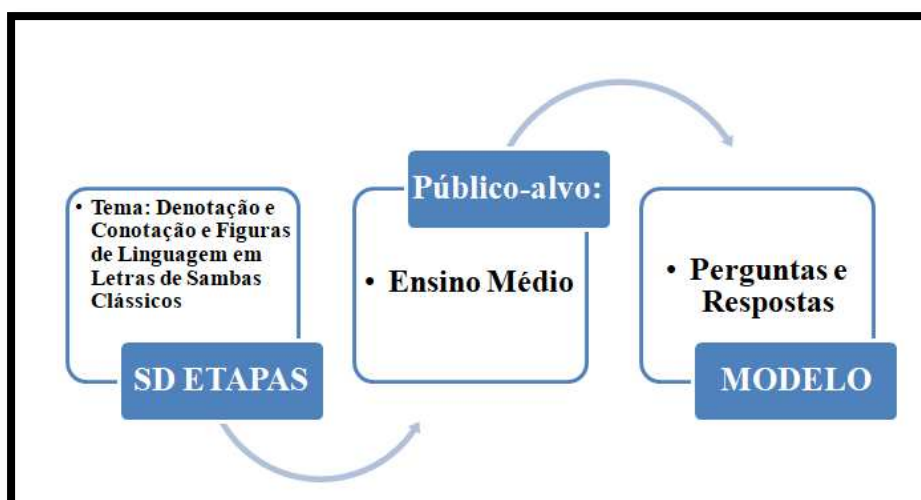 • Tema: Denotação e
Conotação e Figuras
de Linguagem em
Letras de Sambas
Clássicos
SD ETAPAS
Público-alvo:
• Ensino Médio
• Perguntas e
Respostas
MODELO